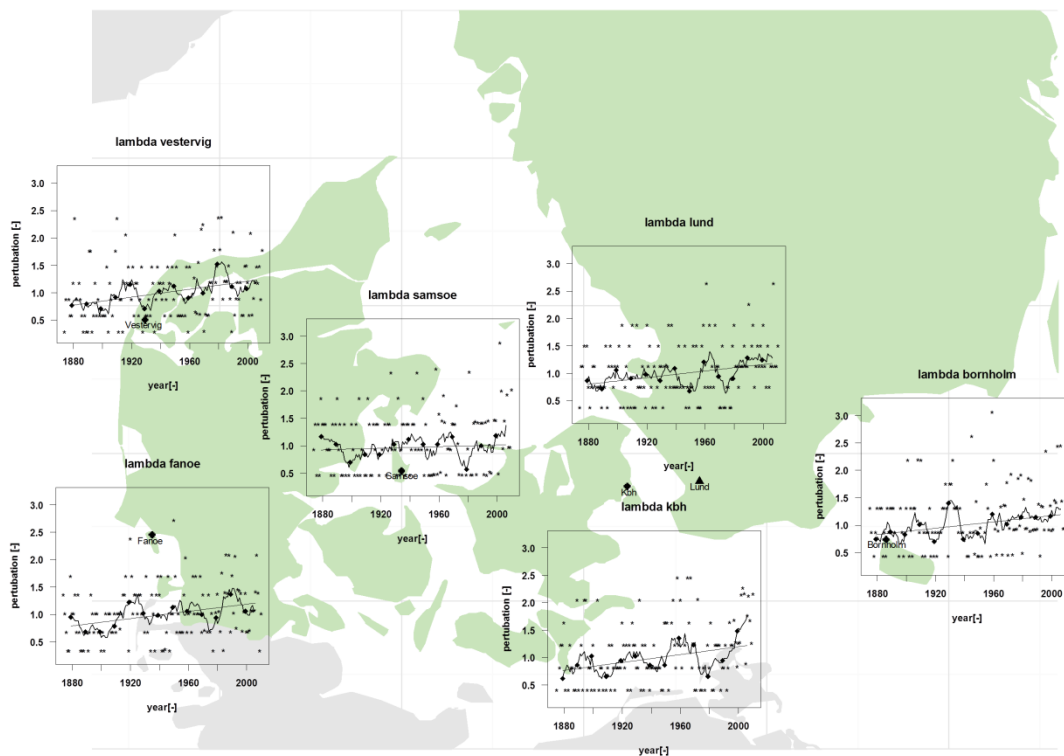 lambda vestervig
pertubation [-]
3.0
2.5
2.0
1.5
1.0
0.5
Vestervig
1880 1920 1960 2000
year[-]
lambda samsoe
pertubation [-]
3.0
2.5
2.0
1.5
1.0
0.5
Samsoe
1880 1920 1960 2000
year[-]
lambda lund
pertubation [-]
3.0
2.5
2.0
1.5
1.0
0.5
1880 1920 1960 2000
year[-]
Kbh
Lund
lambda bornholm
pertubation [-]
3.0
2.5
2.0
1.5
1.0
0.5
Bornholm
1880 1920 1960 2000
year[-]
lambda fanoe
pertubation [-]
3.0
2.5
2.0
1.5
1.0
0.5
Fanoe
1880 1920 1960 2000
year[-]
lambda kbh
pertubation [-]
3.0
2.5
2.0
1.5
1.0
0.5
1880 1920 1960 2000
year[-]